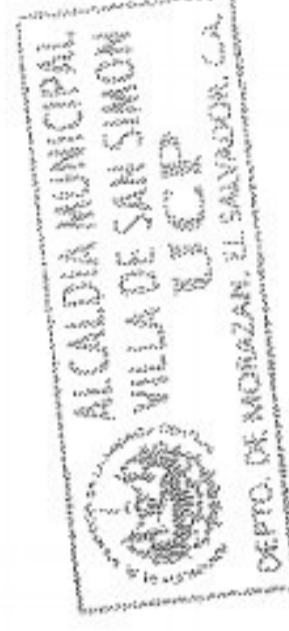 ALCALDIA MUNICIPAL
VILLA DE SAN SIMON
UCP
DEPTO. DE MORAZAN, EL SALVADOR, C.A.